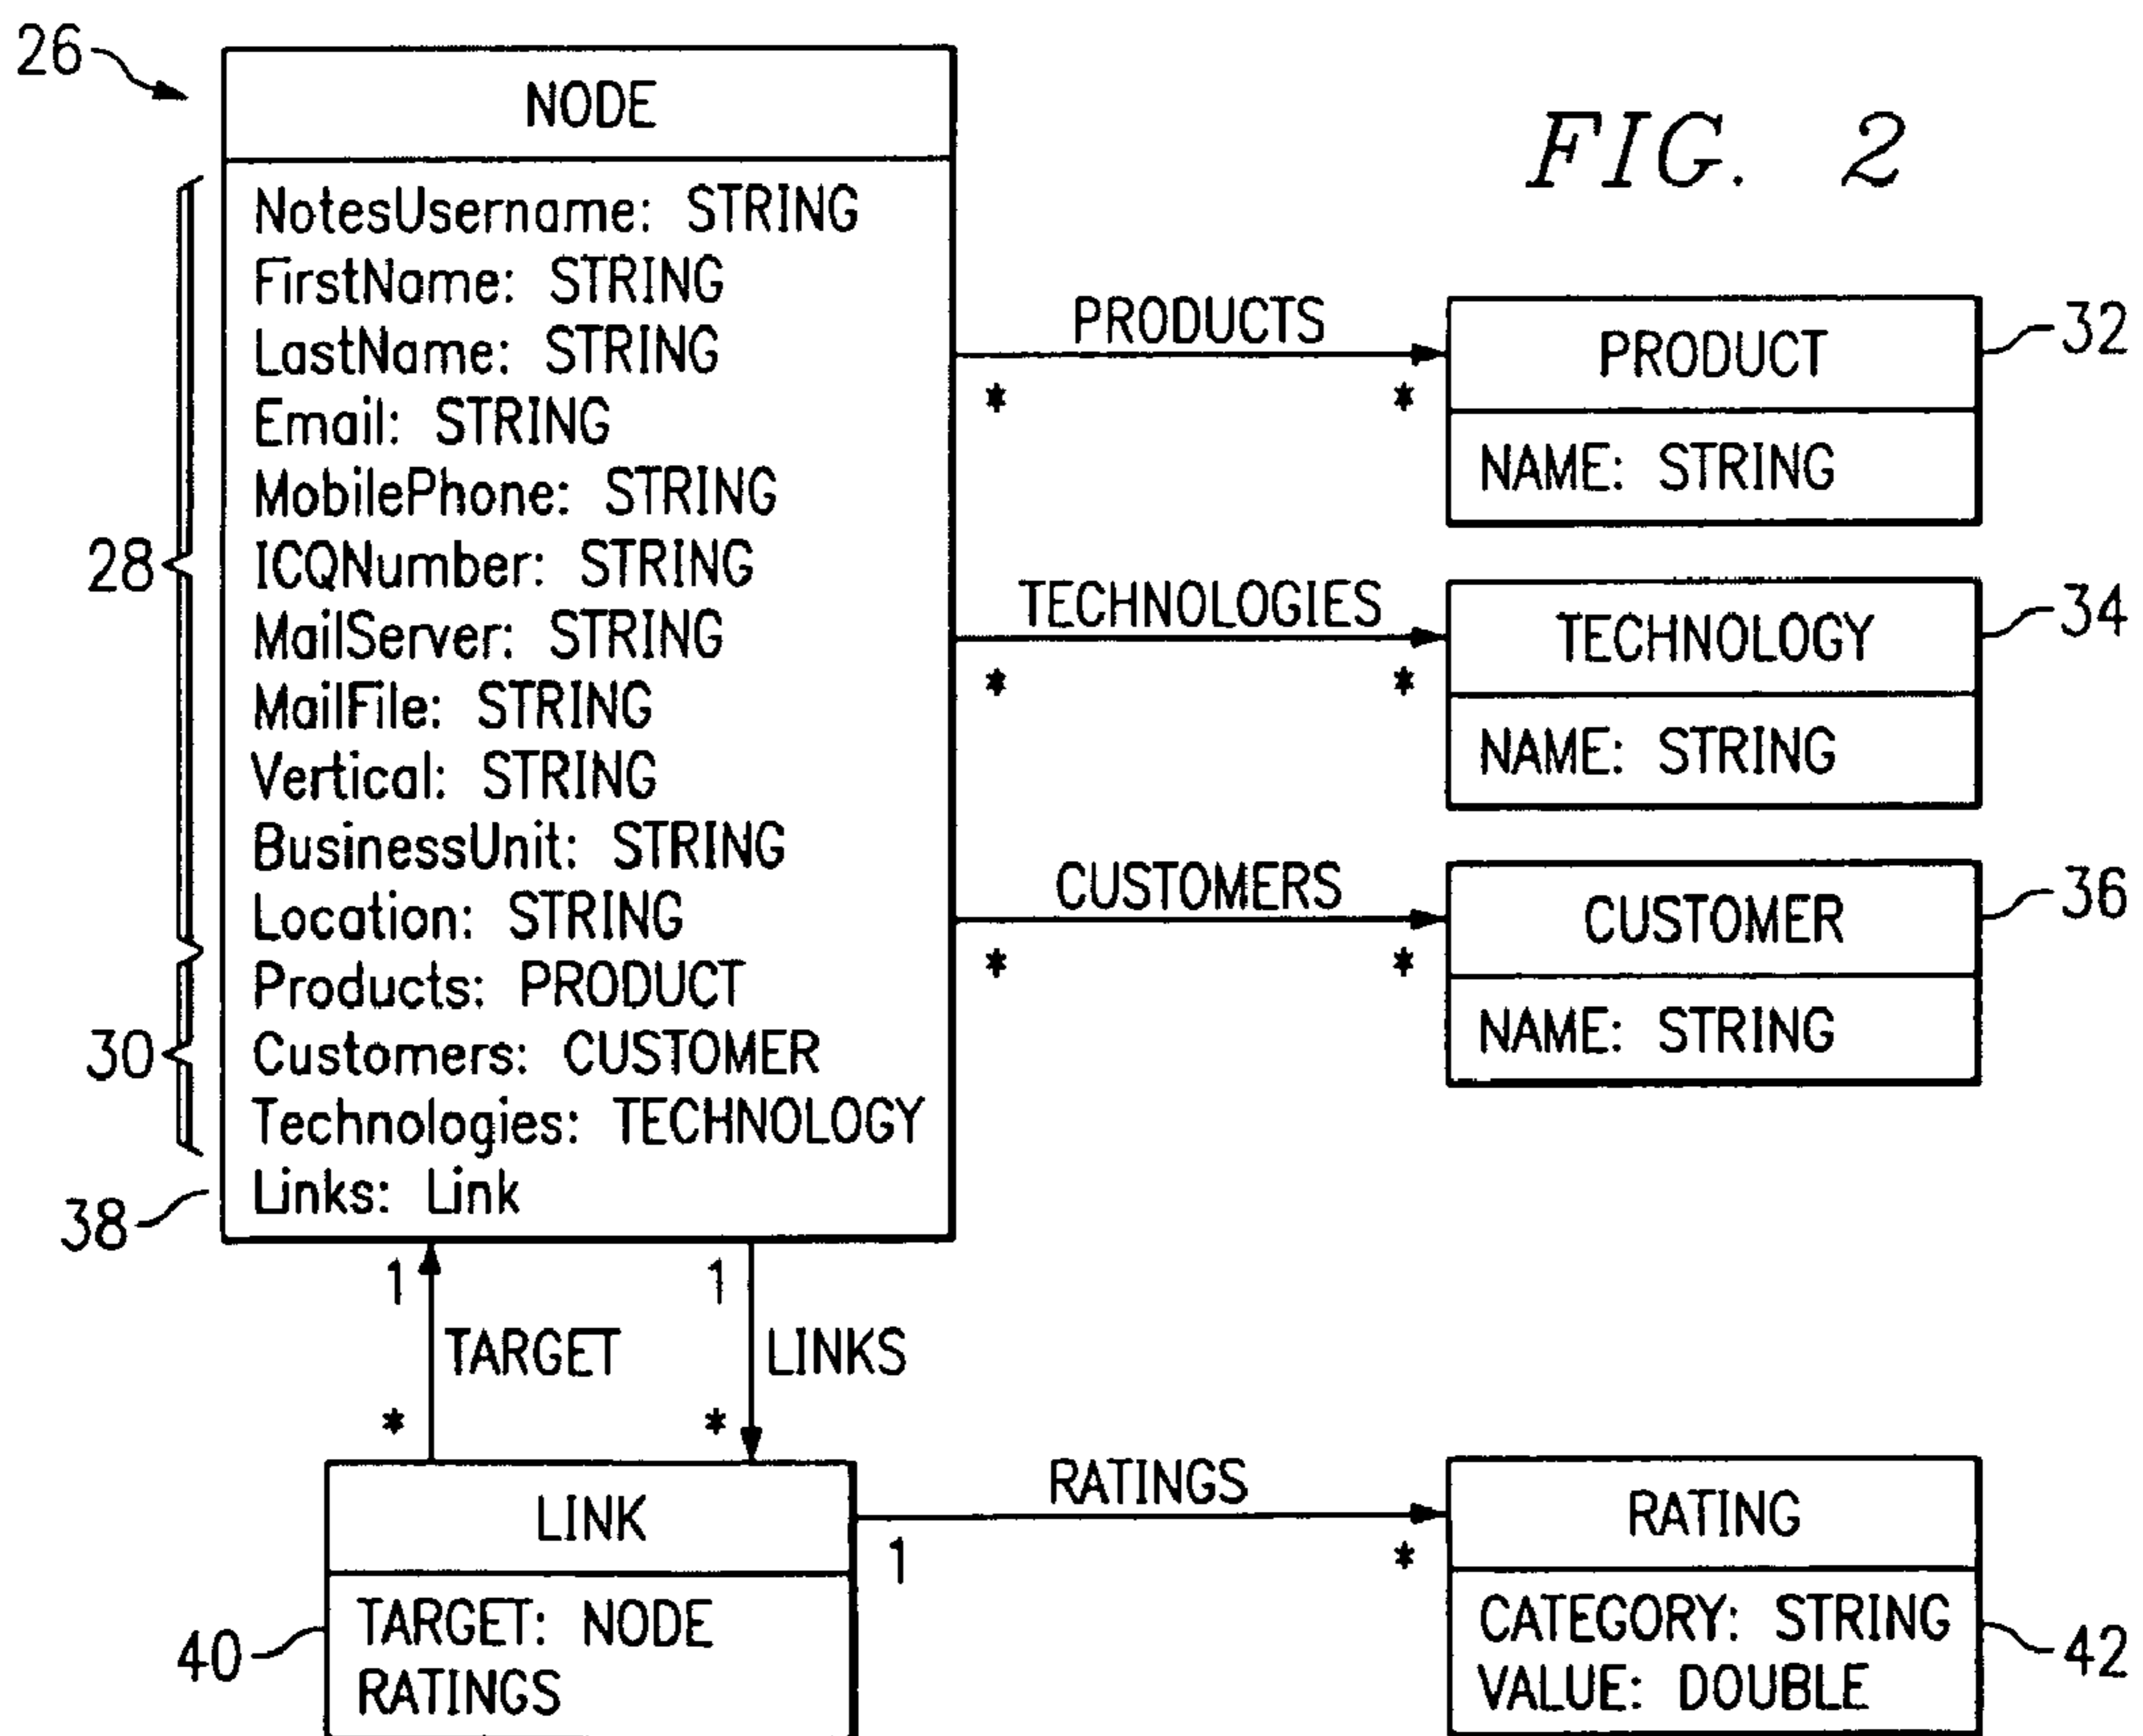 26
NODE
FIG. 2
NotesUsername: STRING
FirstName: STRING
LastName: STRING
Email: STRING
MobilePhone: STRING
ICQNumber: STRING
MailServer: STRING
MailFile: STRING
Vertical: STRING
BusinessUnit: STRING
Location: STRING
Products: PRODUCT
Customers: CUSTOMER
Technologies: TECHNOLOGY
Links: Link
28
30
38
PRODUCTS
* *
PRODUCT
32
NAME: STRING
TECHNOLOGIES
* *
TECHNOLOGY
34
NAME: STRING
CUSTOMERS
* *
CUSTOMER
36
NAME: STRING
1 1
TARGET LINKS
* *
LINK
TARGET: NODE
RATINGS
40
RATINGS
1 *
RATING
CATEGORY: STRING
VALUE: DOUBLE
42